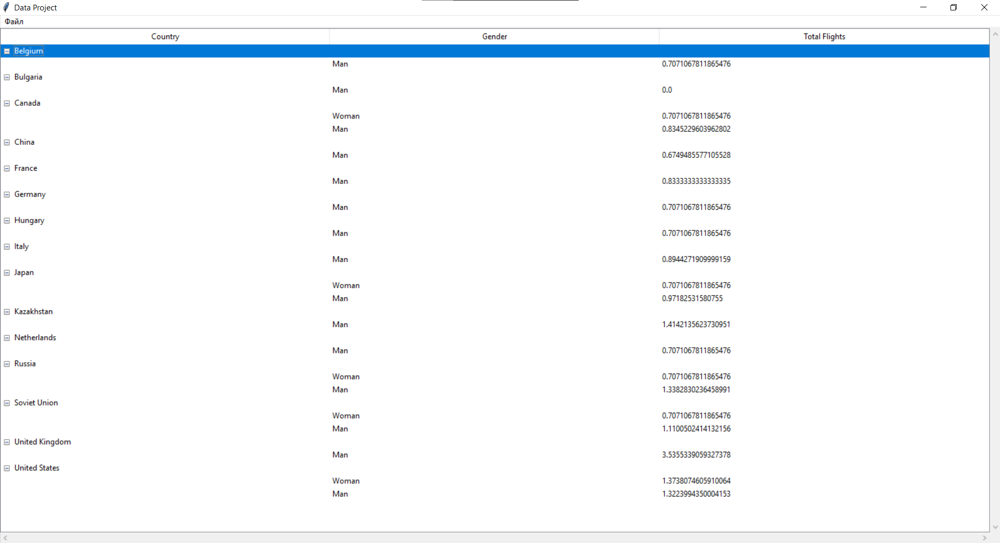 Data Project
Файл
Country Gender Total Flights
Belgium
Man 0.7071067811865476
Bulgaria
Man 0.0
Canada
Woman 0.7071067811865476
Man 0.8345229603962802
China
Man 0.6749485577105528
France
Man 0.8333333333333335
Germany
Man 0.7071067811865476
Hungary
Man 0.7071067811865476
Italy
Man 0.8944271909999159
Japan
Woman 0.7071067811865476
Man 0.97182531580755
Kazakhstan
Man 1.4142135623730951
Netherlands
Man 0.7071067811865476
Russia
Woman 0.7071067811865476
Man 1.3382830236458991
Soviet Union
Woman 0.7071067811865476
Man 1.1100502414132156
United Kingdom
Man 3.5355339059327378
United States
Woman 1.3738074605910064
Man 1.3223994350004153